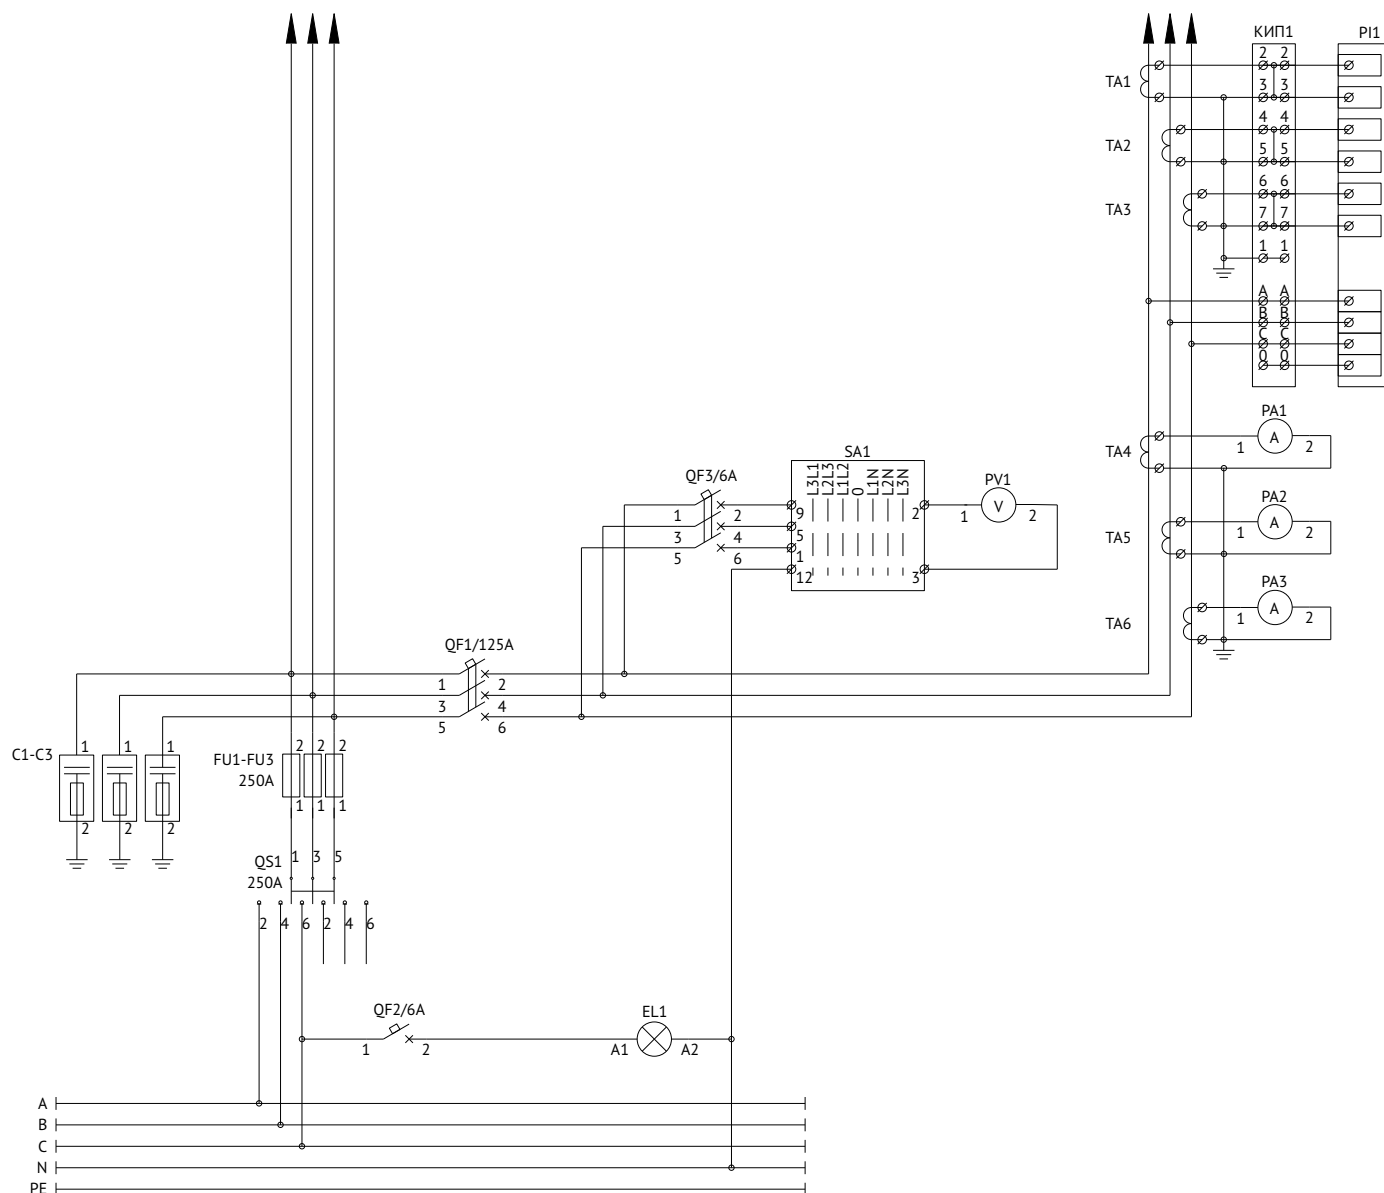 КИП1 PI1
2 2
TA1
3 3
4 4
TA2
5 5
6 6
TA3
7 7
1 1
A A
B B
C C
0 0
PA1
A
1 2
TA4
SA1
QF3/6A
L3L1
L2L3
L1L2
0
L1N
L2N
L3N
PV1
V
1 2
PA2
A
1 2
TA5
1 2 9 2
3 4 5
5 6 1
12 3
PA3
A
1 2
TA6
QF1/125A
1 2
3 4
5 6
C1-C3 1 1 1
2 2 2
FU1-FU3
250A
2 2 2
1 1 1
QS1
250A
1 3 5
2 4 6 2 4 6
QF2/6A
1 2
EL1
A1 A2
A
B
C
N
PE